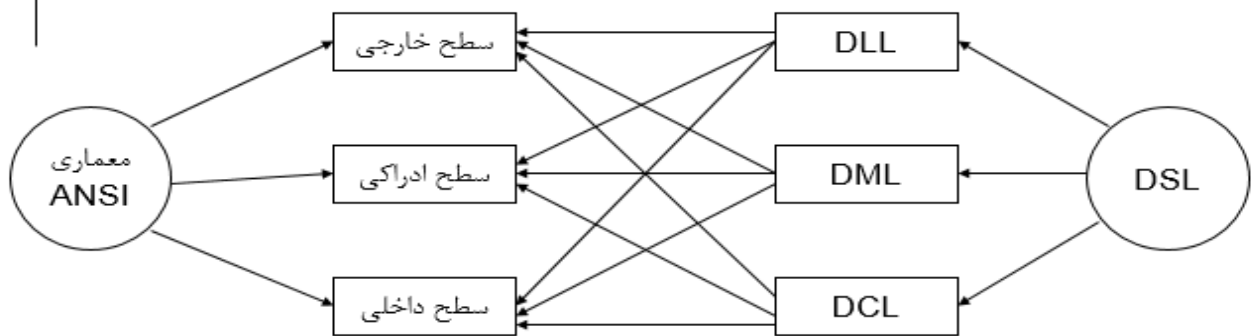 سطح خارجی
DLL
معماری
ANSI
سطح ادراکی
DML
DSL
سطح داخلی
DCL